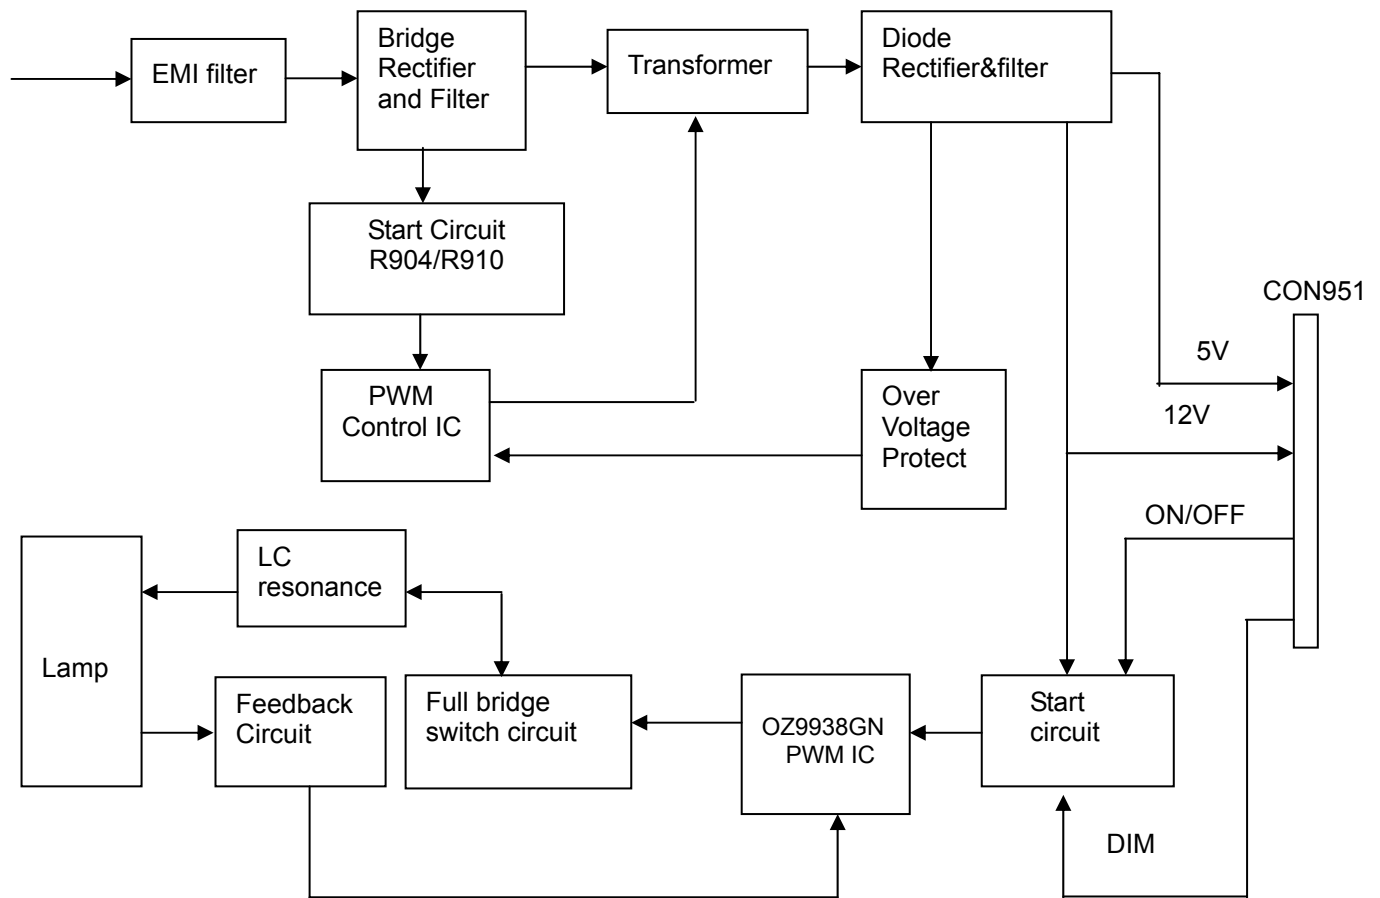 EMI filter
Bridge
Rectifier
and Filter
Transformer
Diode
Rectifier&filter
Start Circuit
R904/R910
CON951
5V
PWM
Control IC
Over
Voltage
Protect
12V
ON/OFF
LC
resonance
Lamp
Feedback
Circuit
Full bridge
switch circuit
OZ9938GN
PWM IC
Start
circuit
DIM